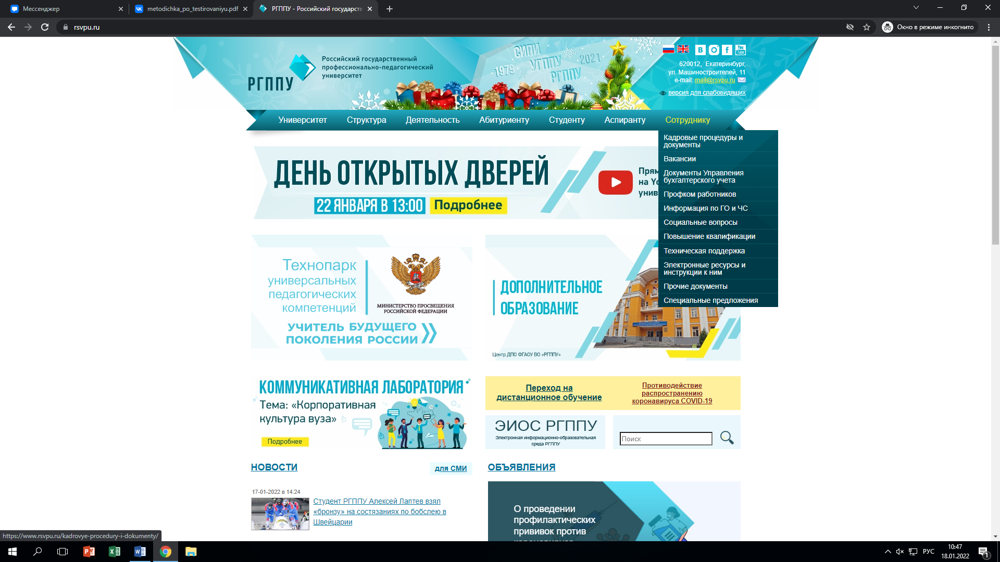 Мессенджер
metodichka_po_testirovaniyu.pdf
РГППУ - Российский государств
rsvpu.ru
Окно в режиме инкогнито
РГППУ
Российский государственный
профессионально-педагогический
университет
СИПИ
1979
УГППУ
2021
РГППУ
B
f
You
Tube
620012, Екатеринбург,
ул. Машиностроителей, 11
e-mail: mail@rsvpu.ru
версия для слабовидящих
Университет
Структура
Деятельность
Абитуриенту
Студенту
Аспиранту
Сотруднику
Кадровые процедуры и
документы
Вакансии
Документы Управления
бухгалтерского учета
Профком работников
Информация по ГО и ЧС
Социальные вопросы
Повышение квалификации
Техническая поддержка
Электронные ресурсы и
инструкции к ним
Прочие документы
Специальные предложения
ДЕНЬ ОТКРЫТЫХ ДВЕРЕЙ
22 ЯНВАРЯ В 13:00
Подробнее
Прям
на Yo
унив
Технопарк
универсальных
педагогических
компетенций
МИНИСТЕРСТВО ПРОСВЕЩЕНИЯ
РОССИЙСКОЙ ФЕДЕРАЦИИ
УЧИТЕЛЬ БУДУЩЕГО
ПОКОЛЕНИЯ РОССИИ
ДОПОЛНИТЕЛЬНОЕ
ОБРАЗОВАНИЕ
Центр ДПО ФГАОУ ВО «РГППУ»
КОММУНИКАТИВНАЯ ЛАБОРАТОРИЯ
Тема: «Корпоративная
культура вуза»
Подробнее
Переход на
дистанционное обучение
Противодействие
распространению
коронавируса COVID-19
ЭИОС РГППУ
Электронная информационно-образовательная
среда РГППУ
Поиск
НОВОСТИ
для СМИ
ОБЪЯВЛЕНИЯ
17-01-2022 в 14:24
Студент РГППУ Алексей Лаптев взял
«бронзу» на состязаниях по бобслею в
Швейцарии
О проведении
профилактических
прививок против
https://www.rsvpu.ru/kadrovye-procedury-i-dokumenty/
РУС
10:47
18.01.2022
1